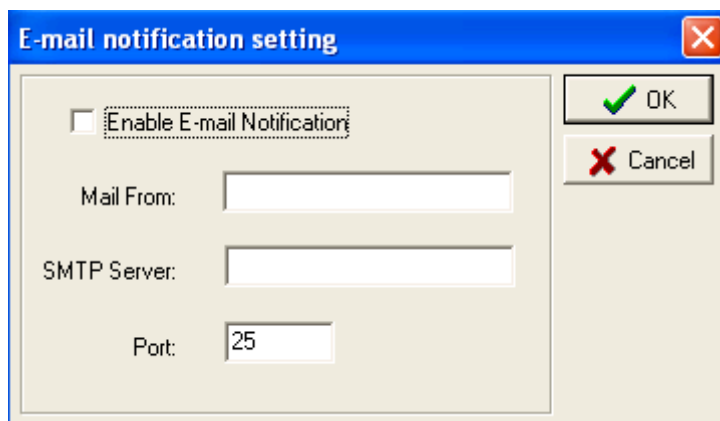 E-mail notification setting
OK
Enable E-mail Notification
Cancel
Mail From:
SMTP Server:
Port: 25